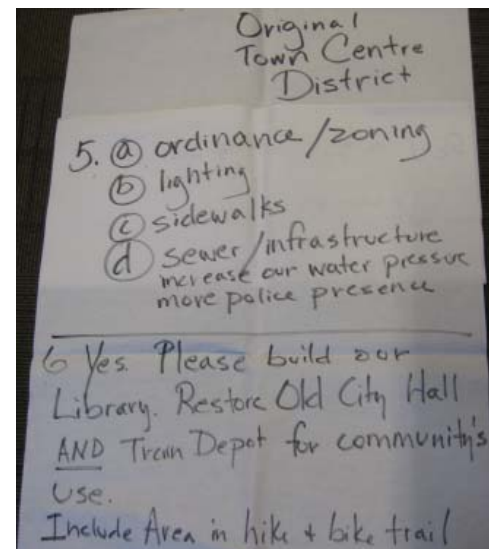 Original
Town Centre
District
5. ⓐ ordinance/zoning
ⓑ lighting
ⓒ sidewalks
ⓓ sewer/infrastructure
increase our water pressure
more police presence
6 Yes. Please build our
Library. Restore Old City Hall
AND Train Depot for community's
use.
Include Area in hike + bike trail